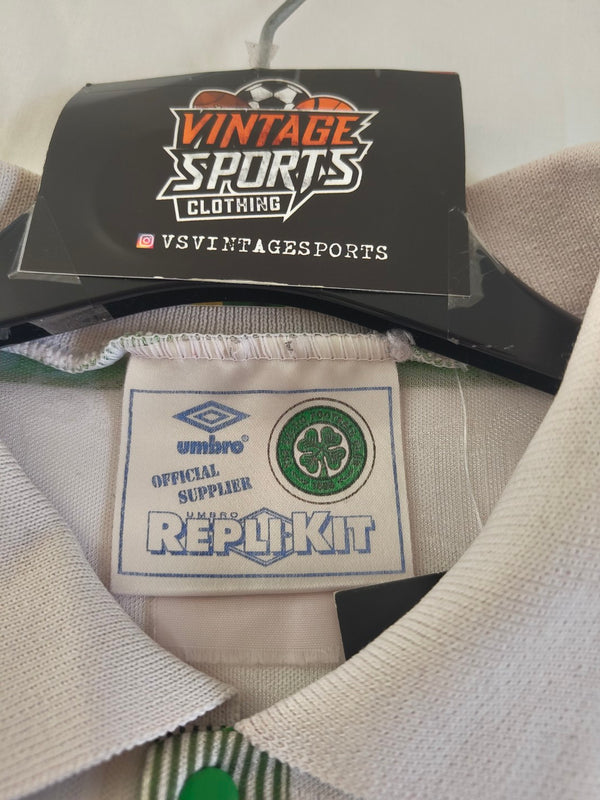 VINTAGE
SPORTS
CLOTHING
VSVINTAGESPORTS
umbro®
OFFICIAL
SUPPLIER
UMBRO
REPLI-KIT